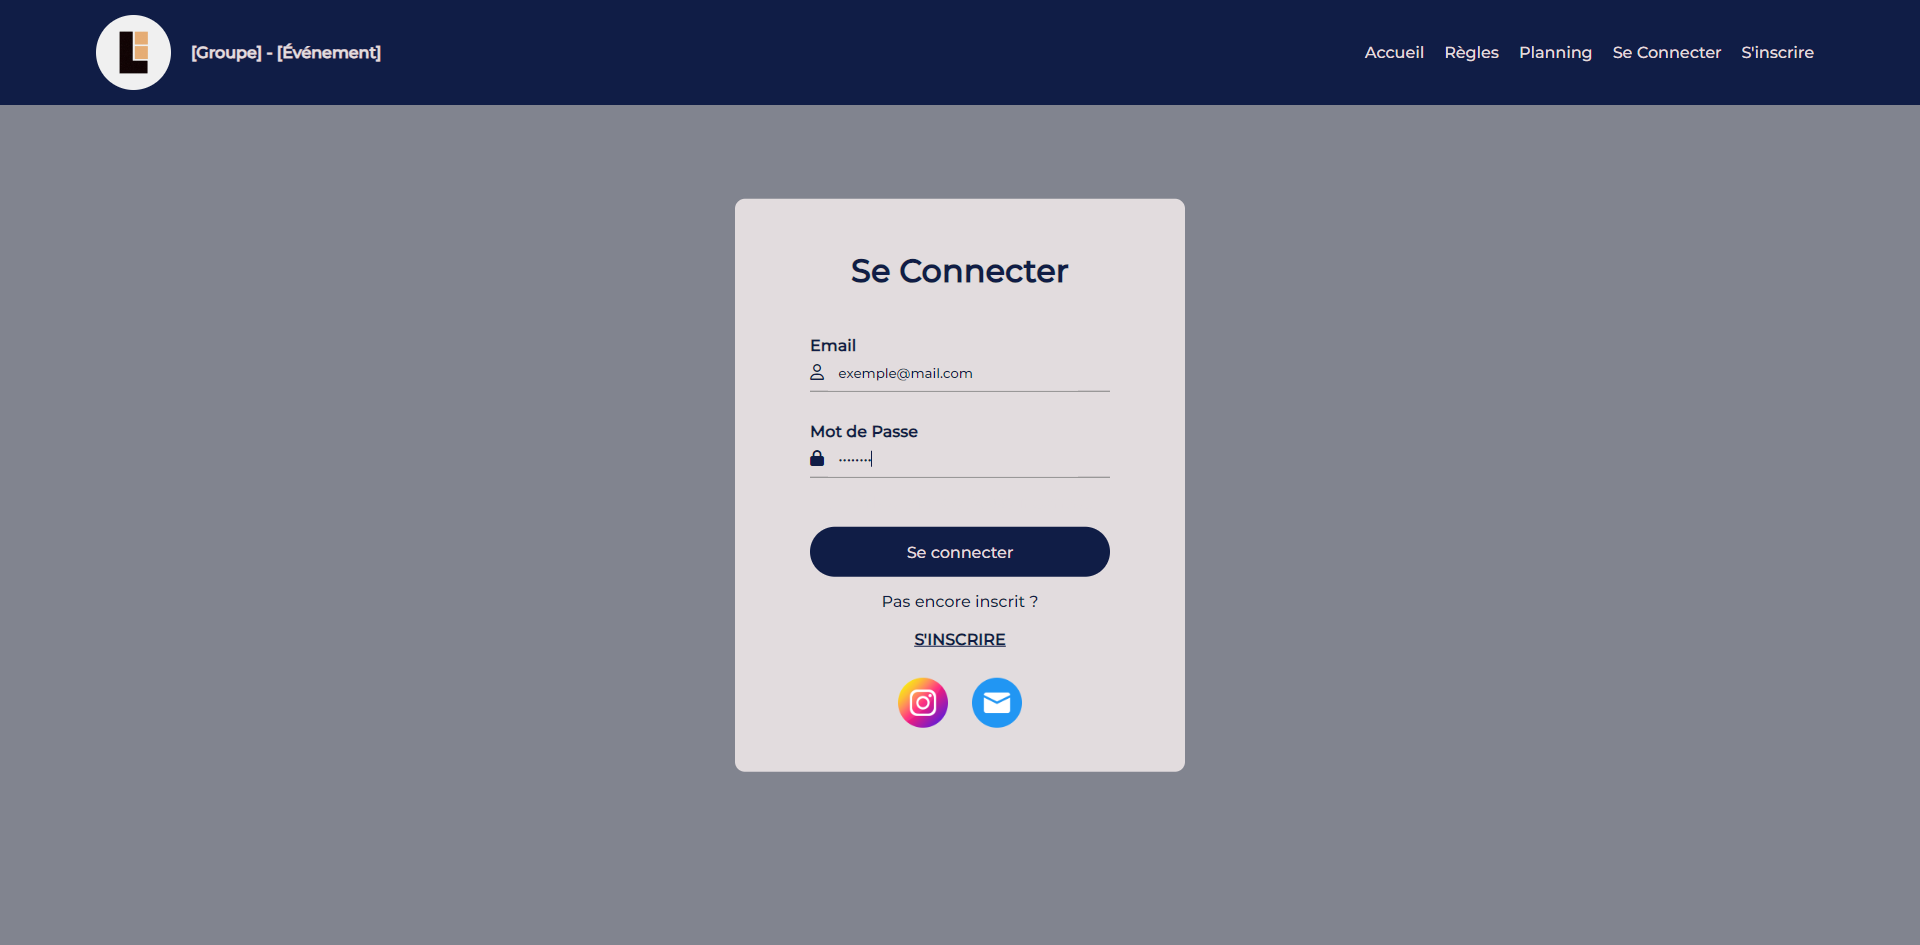 [Groupe] - [Événement]
Accueil Règles Planning Se Connecter S'inscrire
Se Connecter
Email
exemple@mail.com
Mot de Passe
........
Se connecter
Pas encore inscrit ?
S'INSCRIRE